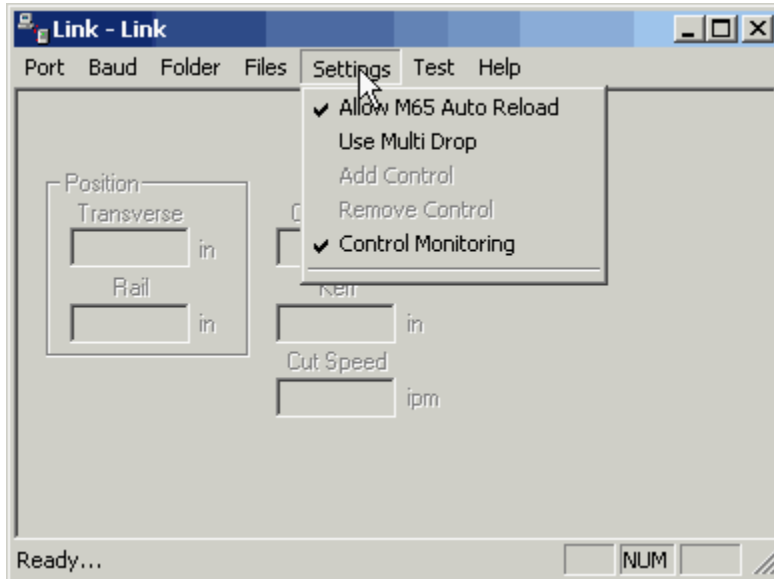 Link - Link
Port Baud Folder Files Settings Test Help
Allow M65 Auto Reload
Use Multi Drop
Add Control
Remove Control
Control Monitoring
Position
Transverse
in
Rail
in
Kerf
in
Cut Speed
ipm
Ready...
NUM